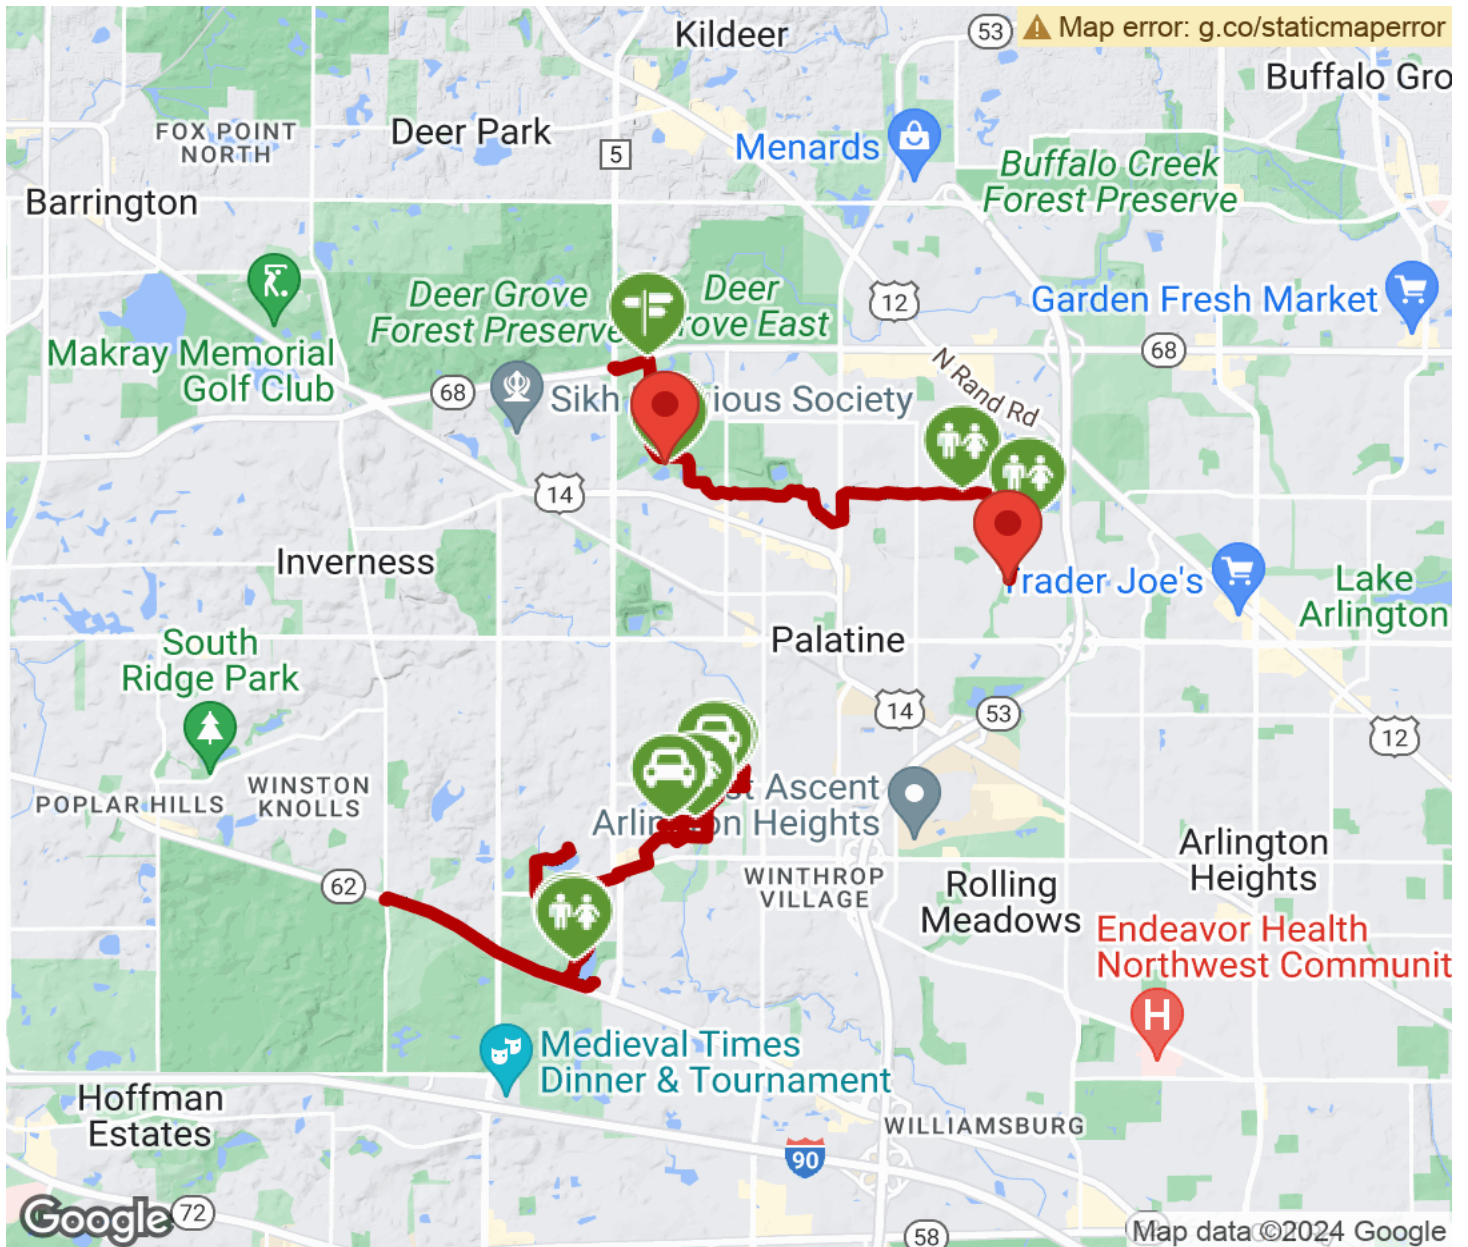 Kildeer
53
Map error: g.co/staticmaperror
Buffalo Gro
FOX POINT
NORTH
Deer Park
5
Menards
Buffalo Creek
Forest Preserve
Barrington
Deer Grove
Forest Preserve
Deer
rove East
12
Garden Fresh Market
Makray Memorial
Golf Club
68
N Rand Rd
68
Sikh
ious Society
14
Inverness
Trader Joe's
Lake
Arlington
South
Ridge Park
Palatine
14
53
12
WINSTON
KNOLLS
POPLAR HILLS
st Ascent
Arlin
on Heights
62
WINTHROP
VILLAGE
Rolling
Meadows
Arlington
Heights
Endeavor Health
Northwest Communit
H
Medieval Times
Dinner & Tournament
Hoffman
Estates
WILLIAMSBURG
90
Google
72
58
Map data ©2024 Google